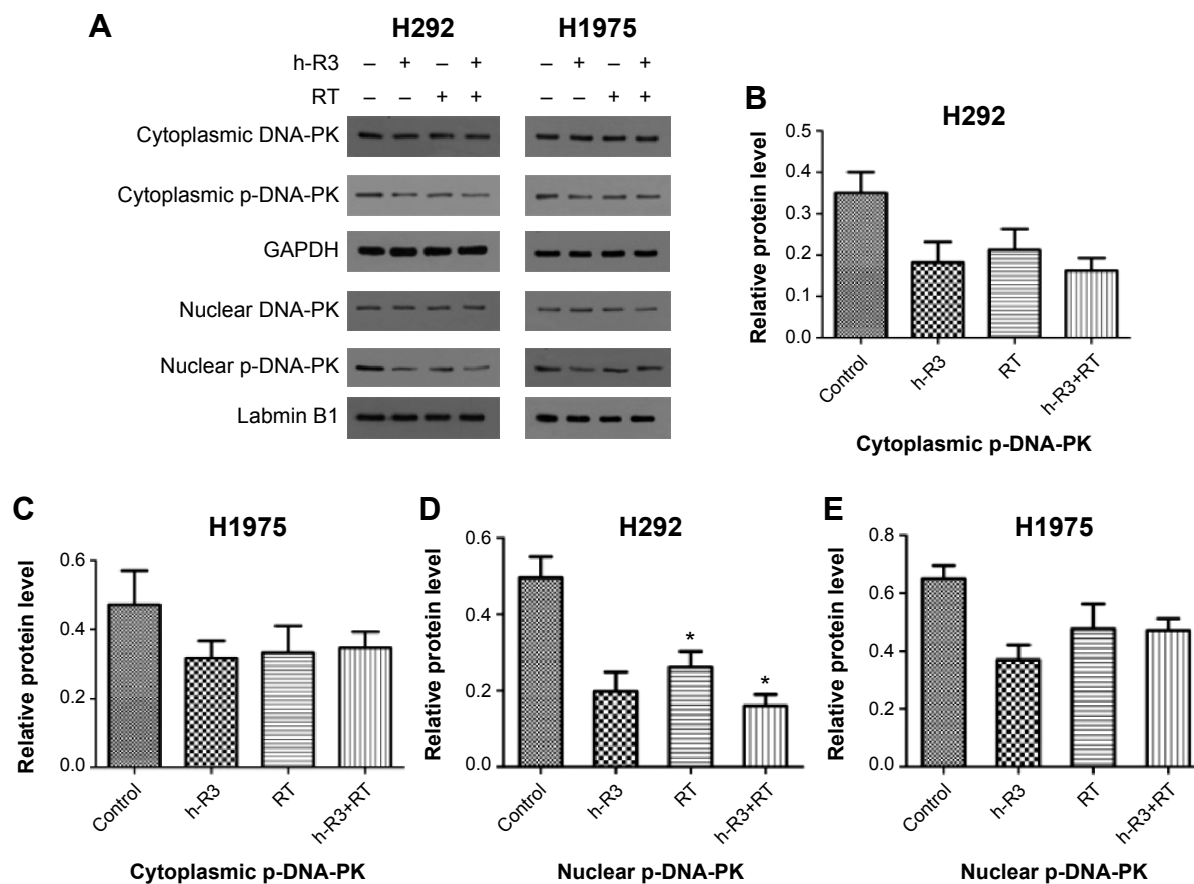 A
H292 H1975
h-R3 – + – + – + – +
RT – – + + – – + +
Cytoplasmic DNA-PK
Cytoplasmic p-DNA-PK
GAPDH
Nuclear DNA-PK
Nuclear p-DNA-PK
Labmin B1
B
H292
Relative protein level
0.5
0.4
0.3
0.2
0.1
0.0
Control h-R3 RT h-R3+RT
Cytoplasmic p-DNA-PK
C
H1975
Relative protein level
0.6
0.4
0.2
0.0
Control h-R3 RT h-R3+RT
Cytoplasmic p-DNA-PK
D
H292
Relative protein level
0.6
0.4
0.2
0.0
* *
Control h-R3 RT h-R3+RT
Nuclear p-DNA-PK
E
H1975
Relative protein level
0.8
0.6
0.4
0.2
0.0
Control h-R3 RT h-R3+RT
Nuclear p-DNA-PK